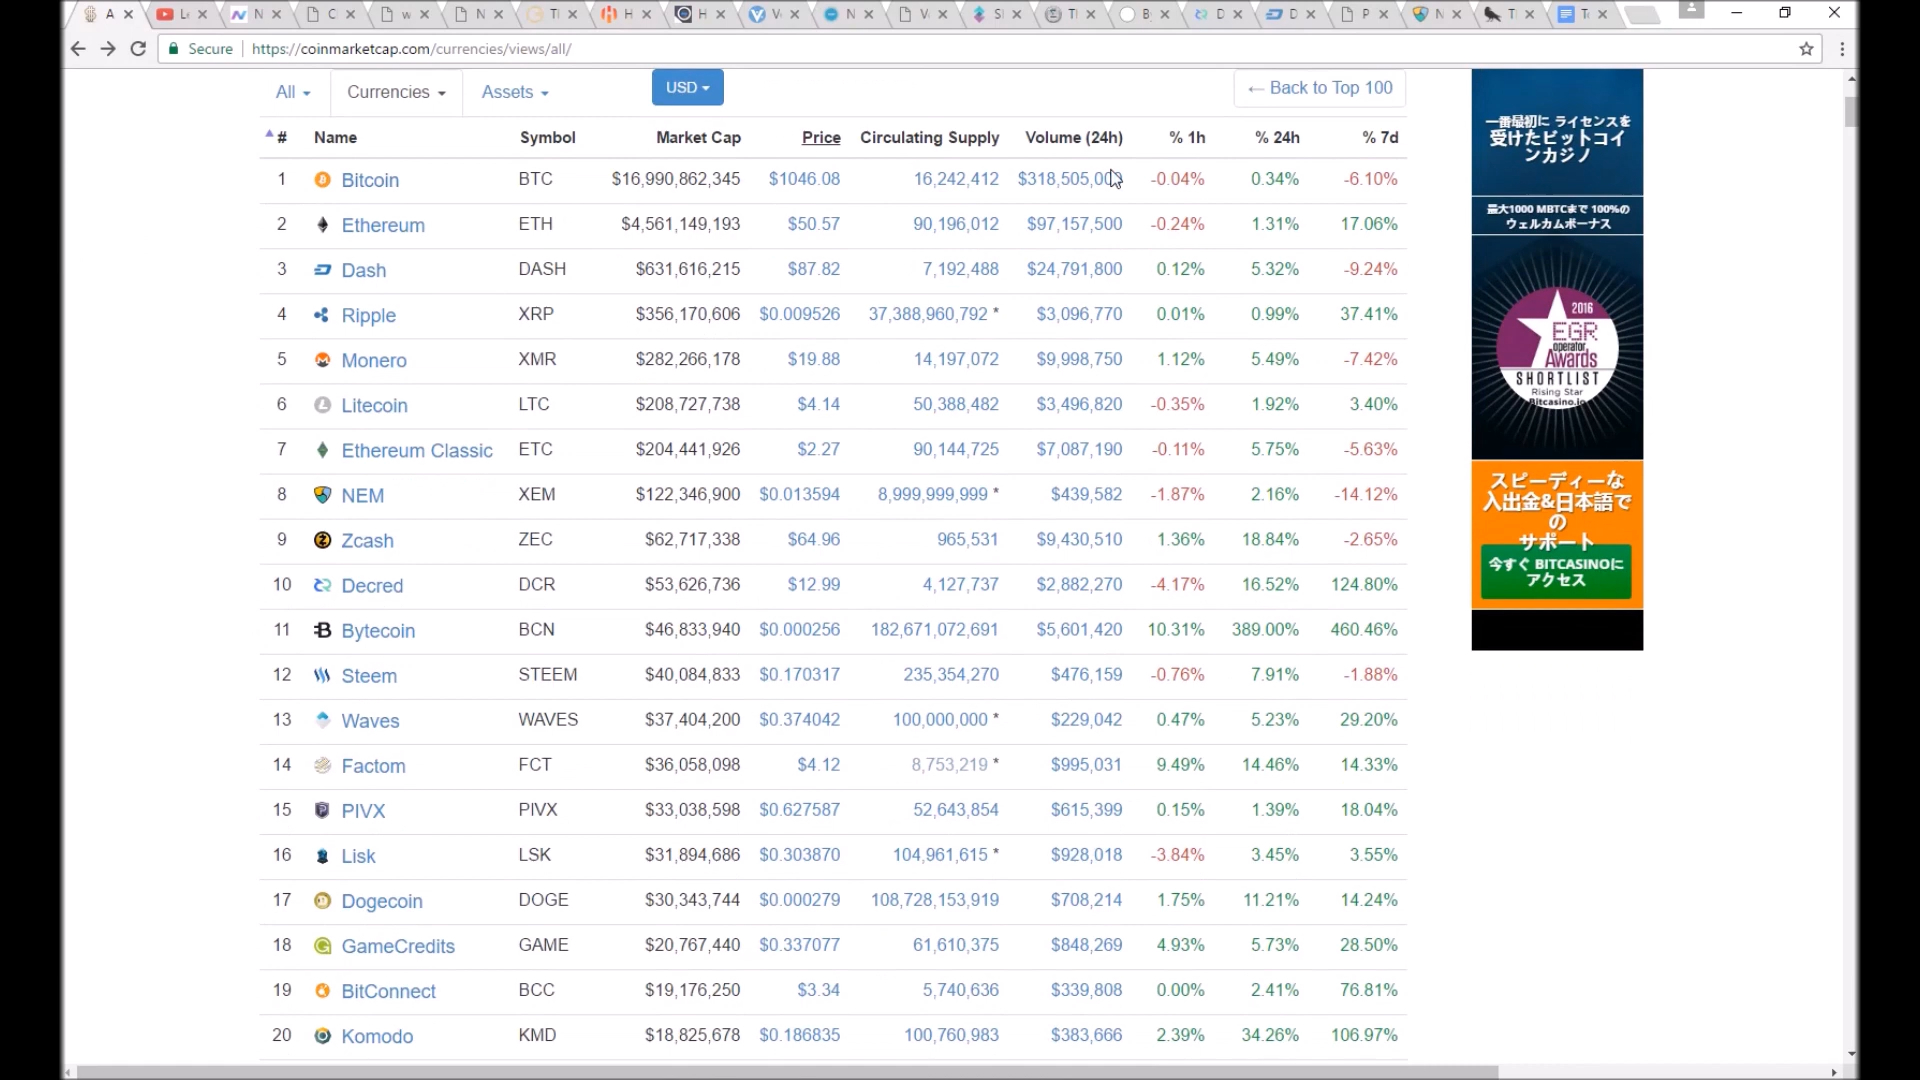 A
Secure https://coinmarketcap.com/currencies/views/all/
All Currencies Assets USD ← Back to Top 100
# Name Symbol Market Cap Price Circulating Supply Volume (24h) % 1h % 24h % 7d
1 Bitcoin BTC $16,990,862,345 $1046.08 16,242,412 -0.04% 0.34% -6.10%
2 Ethereum ETH $4,561,149,193 $50.57 90,196,012 $97,157,500 -0.24% 1.31% 17.06%
3 Dash DASH $631,616,215 $87.82 7,192,488 $24,791,800 0.12% 5.32% -9.24%
4 Ripple XRP $356,170,606 $0.009526 37,388,960,792 * $3,096,770 0.01% 0.99% 37.41%
5 Monero XMR $282,266,178 $19.88 14,197,072 $9,998,750 1.12% 5.49% -7.42%
6 Litecoin LTC $208,727,738 $4.14 50,388,482 $3,496,820 -0.35% 1.92% 3.40%
7 Ethereum Classic ETC $204,441,926 $2.27 90,144,725 $7,087,190 -0.11% 5.75% -5.63%
8 NEM XEM $122,346,900 $0.013594 8,999,999,999 * $439,582 -1.87% 2.16% -14.12%
9 Zcash ZEC $62,717,338 $64.96 965,531 $9,430,510 1.36% 18.84% -2.65%
10 Decred DCR $53,626,736 $12.99 4,127,737 $2,882,270 -4.17% 16.52% 124.80%
11 Bytecoin BCN $46,833,940 $0.000256 182,671,072,691 $5,601,420 10.31% 389.00% 460.46%
12 Steem STEEM $40,084,833 $0.170317 235,354,270 $476,159 -0.76% 7.91% -1.88%
13 Waves WAVES $37,404,200 $0.374042 100,000,000 * $229,042 0.47% 5.23% 29.20%
14 Factom FCT $36,058,098 $4.12 8,753,219 * $995,031 9.49% 14.46% 14.33%
15 PIVX PIVX $33,038,598 $0.627587 52,643,854 $615,399 0.15% 1.39% 18.04%
16 Lisk LSK $31,894,686 $0.303870 104,961,615 * $928,018 -3.84% 3.45% 3.55%
17 Dogecoin DOGE $30,343,744 $0.000279 108,728,153,919 $708,214 1.75% 11.21% 14.24%
18 GameCredits GAME $20,767,440 $0.337077 61,610,375 $848,269 4.93% 5.73% 28.50%
19 BitConnect BCC $19,176,250 $3.34 5,740,636 $339,808 0.00% 2.41% 76.81%
20 Komodo KMD $18,825,678 $0.186835 100,760,983 $383,666 2.39% 34.26% 106.97%
一番最初に ライセンスを
受けたビットコイ
ンカジノ
最大1000 MBTCまで 100%の
ウェルカムボーナス
2016
EGR
operator
Awards
SHORTLIST
Rising Star
Bitcasino.io
スピーディーな
入出金&日本語で
の
サポート
今すぐ BITCASINOに
アクセス